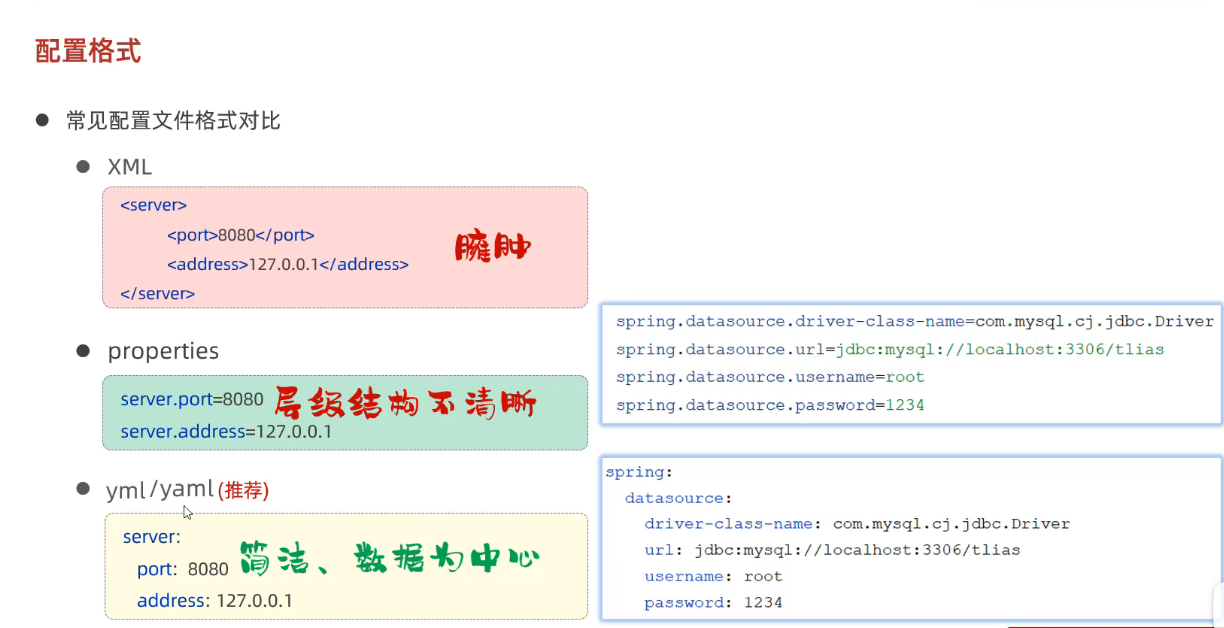 配置格式
常见配置文件格式对比
XML
<server>
<port>8080</port>
<address>127.0.0.1</address>
</server>
臃肿
properties
server.port=8080
server.address=127.0.0.1
层级结构不清晰
yml/yaml(推荐)
server:
port: 8080
address: 127.0.0.1
简洁、数据为中心
spring.datasource.driver-class-name=com.mysql.cj.jdbc.Driver
spring.datasource.url=jdbc:mysql://localhost:3306/tlias
spring.datasource.username=root
spring.datasource.password=1234
spring:
datasource:
driver-class-name: com.mysql.cj.jdbc.Driver
url: jdbc:mysql://localhost:3306/tlias
username: root
password: 1234